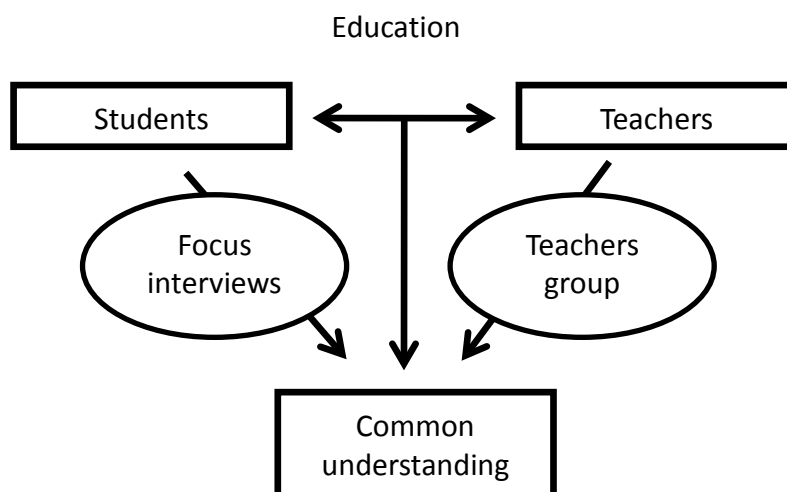 Education
Students
Teachers
Focus
interviews
Teachers
group
Common
understanding